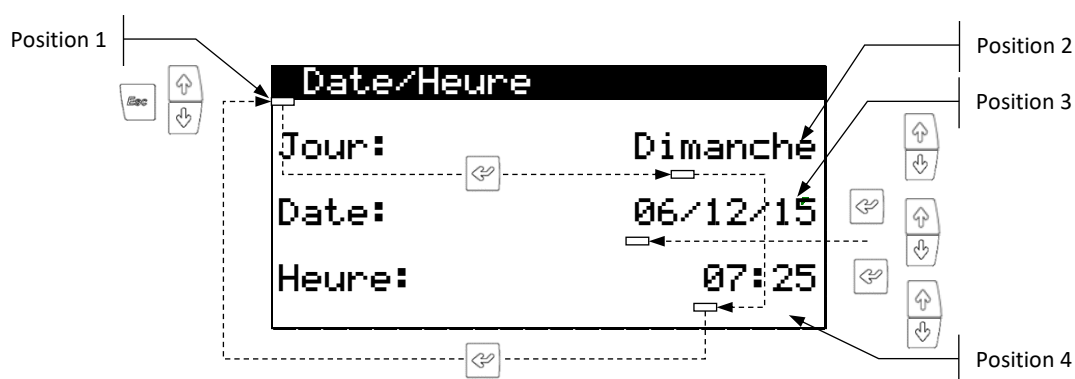 Position 1
Position 2
Date/Heure
Esc
Position 3
Jour: Dimanche
Date: 06/12/15
Heure: 07:25
Position 4